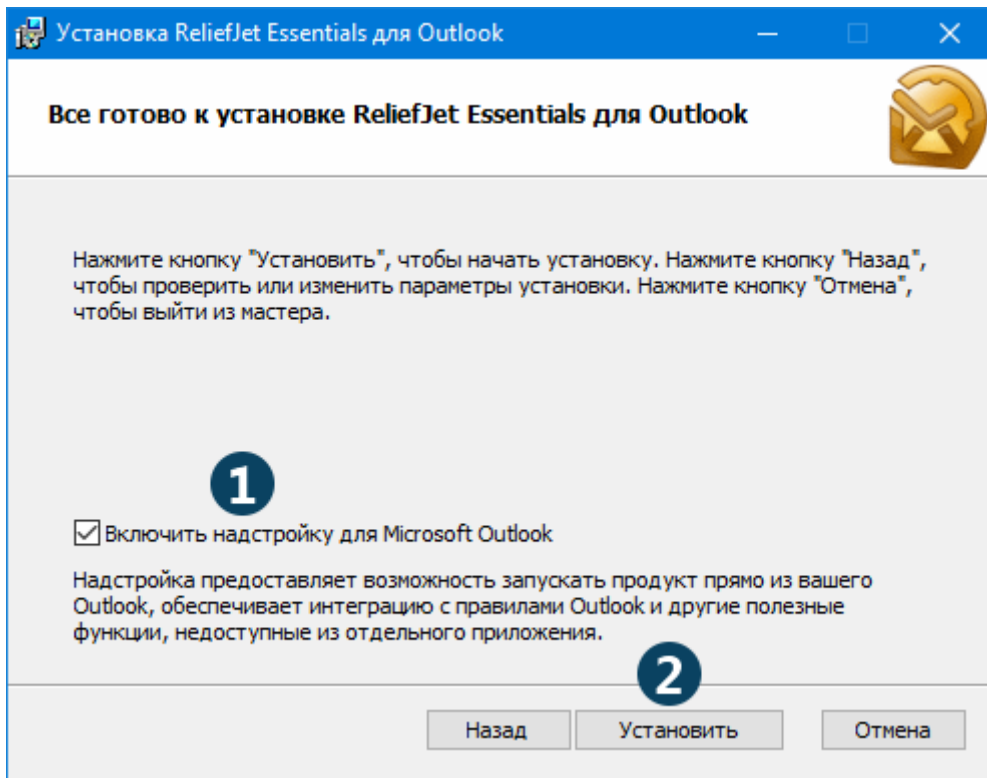 Установка ReliefJet Essentials для Outlook
Все готово к установке ReliefJet Essentials для Outlook
Нажмите кнопку "Установить", чтобы начать установку. Нажмите кнопку "Назад",
чтобы проверить или изменить параметры установки. Нажмите кнопку "Отмена",
чтобы выйти из мастера.
1
Включить надстройку для Microsoft Outlook
Надстройка предоставляет возможность запускать продукт прямо из вашего
Outlook, обеспечивает интеграцию с правилами Outlook и другие полезные
функции, недоступные из отдельного приложения.
2
Назад Установить Отмена